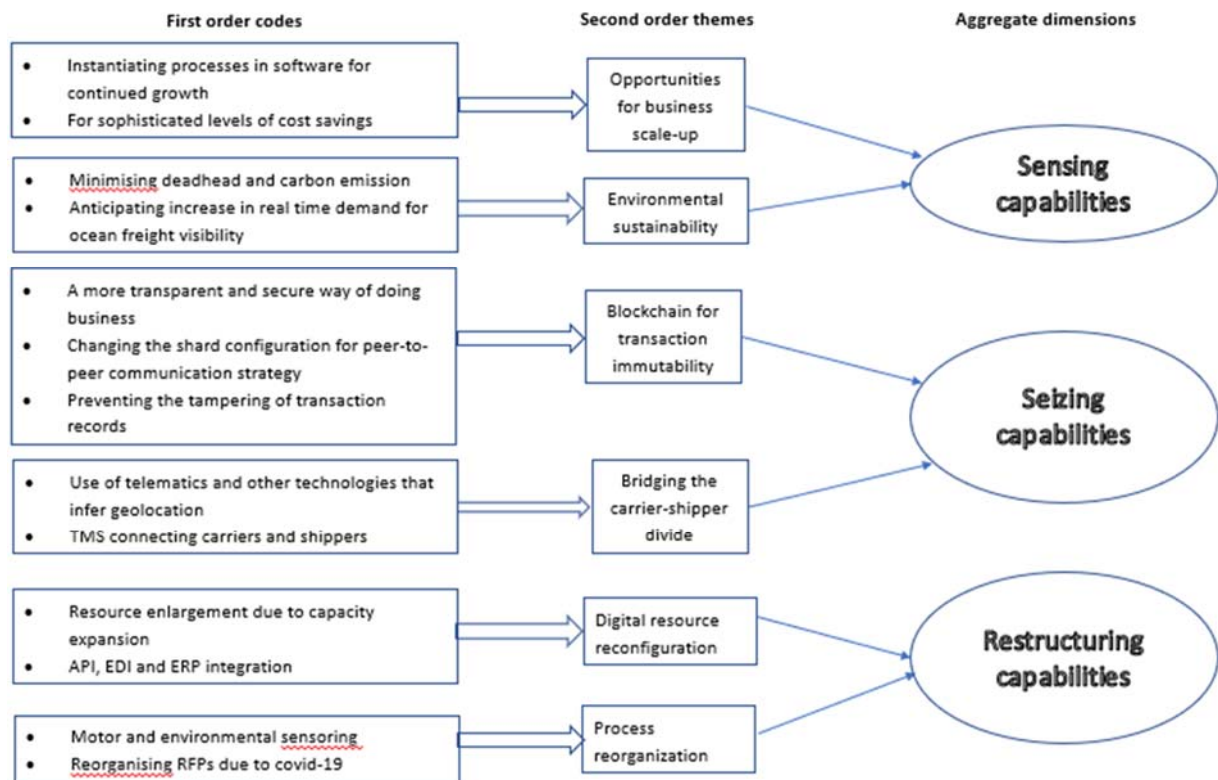 First order codes
Second order themes
Aggregate dimensions
• Instantiating processes in software for
continued growth
• For sophisticated levels of cost savings
Opportunities
for business
scale-up
Sensing
capabilities
• Minimising deadhead and carbon emission
• Anticipating increase in real time demand for
ocean freight visibility
Environmental
sustainability
• A more transparent and secure way of doing
business
• Changing the shard configuration for peer-to-
peer communication strategy
• Preventing the tampering of transaction
records
Blockchain for
transaction
immutability
Seizing
capabilities
• Use of telematics and other technologies that
infer geolocation
• TMS connecting carriers and shippers
Bridging the
carrier-shipper
divide
• Resource enlargement due to capacity
expansion
• API, EDI and ERP integration
Digital resource
reconfiguration
Restructuring
capabilities
• Motor and environmental sensoring
• Reorganising RFPs due to covid-19
Process
reorganization